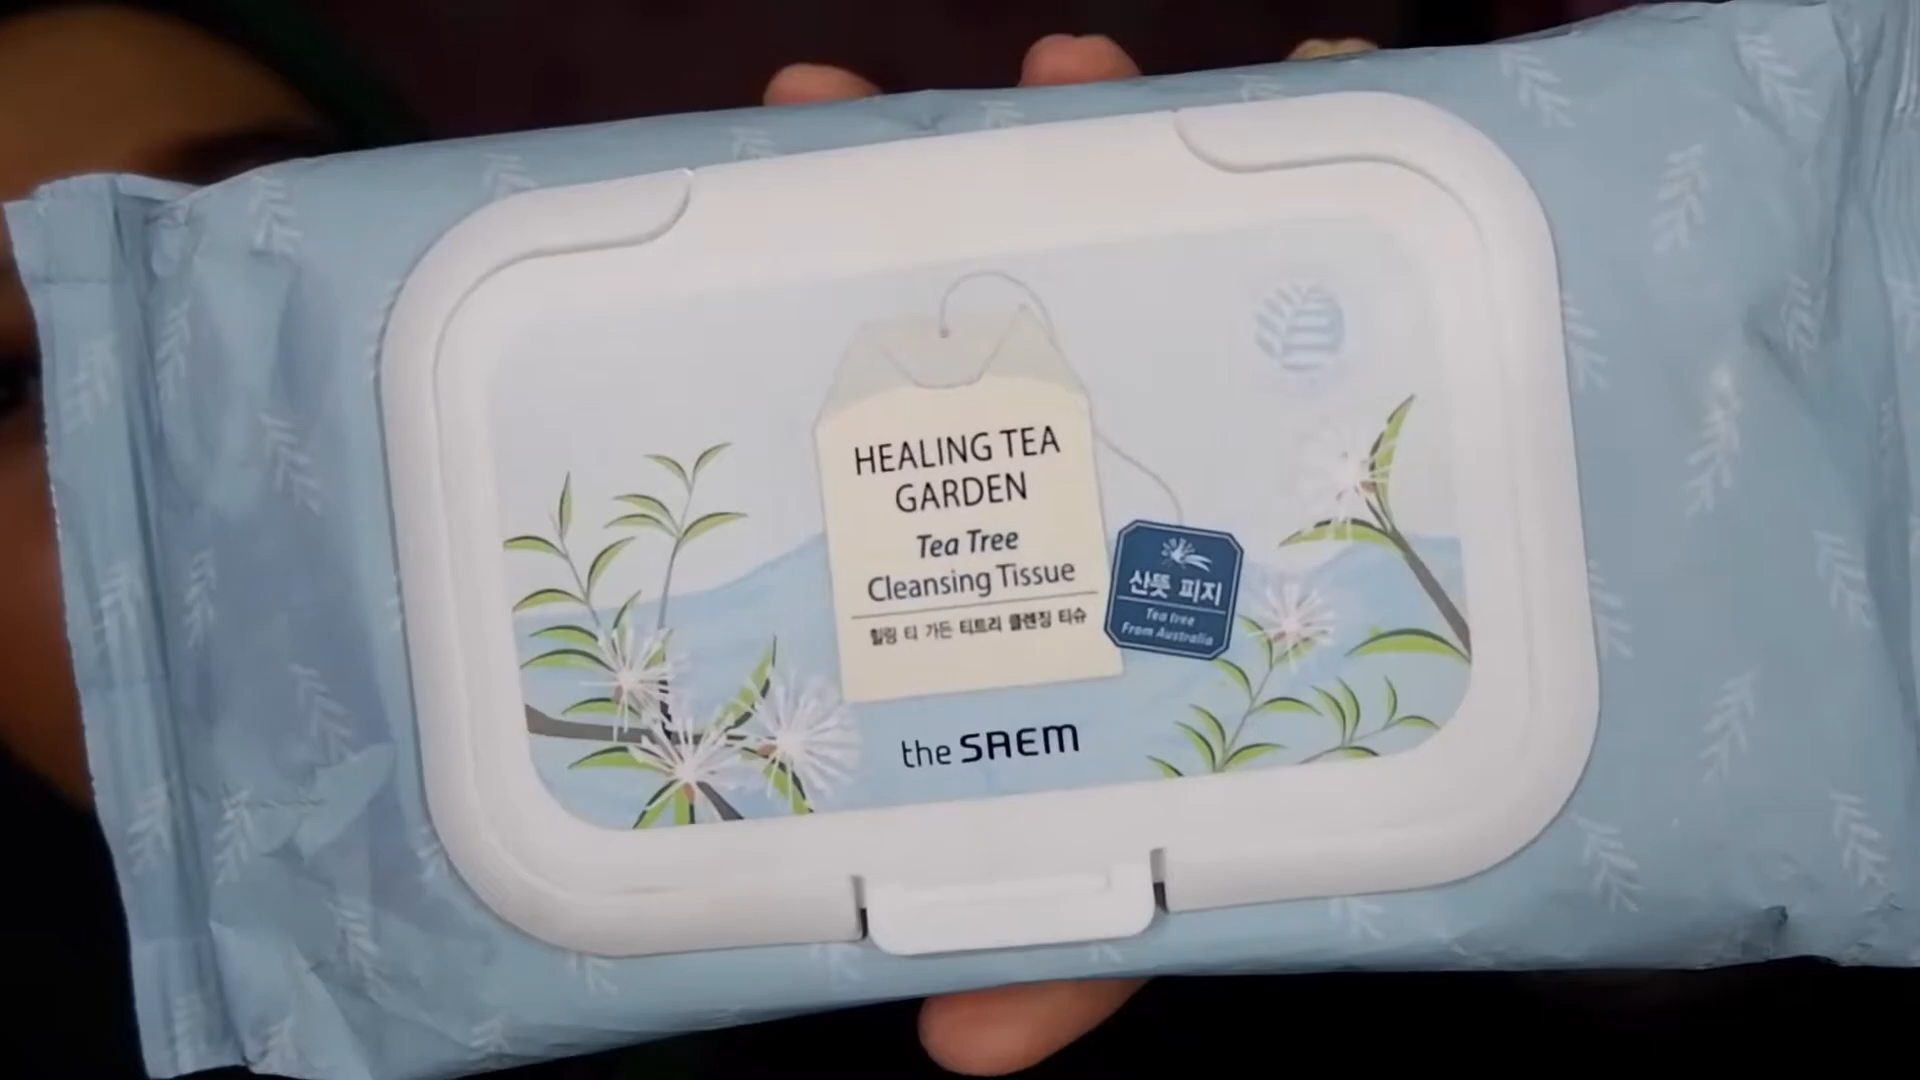 HEALING TEA
GARDEN
Tea Tree
Cleansing Tissue
힐링 티 가든 티트리 클렌징 티슈
산뜻 피지
Tea tree
From Australia
the SAEM